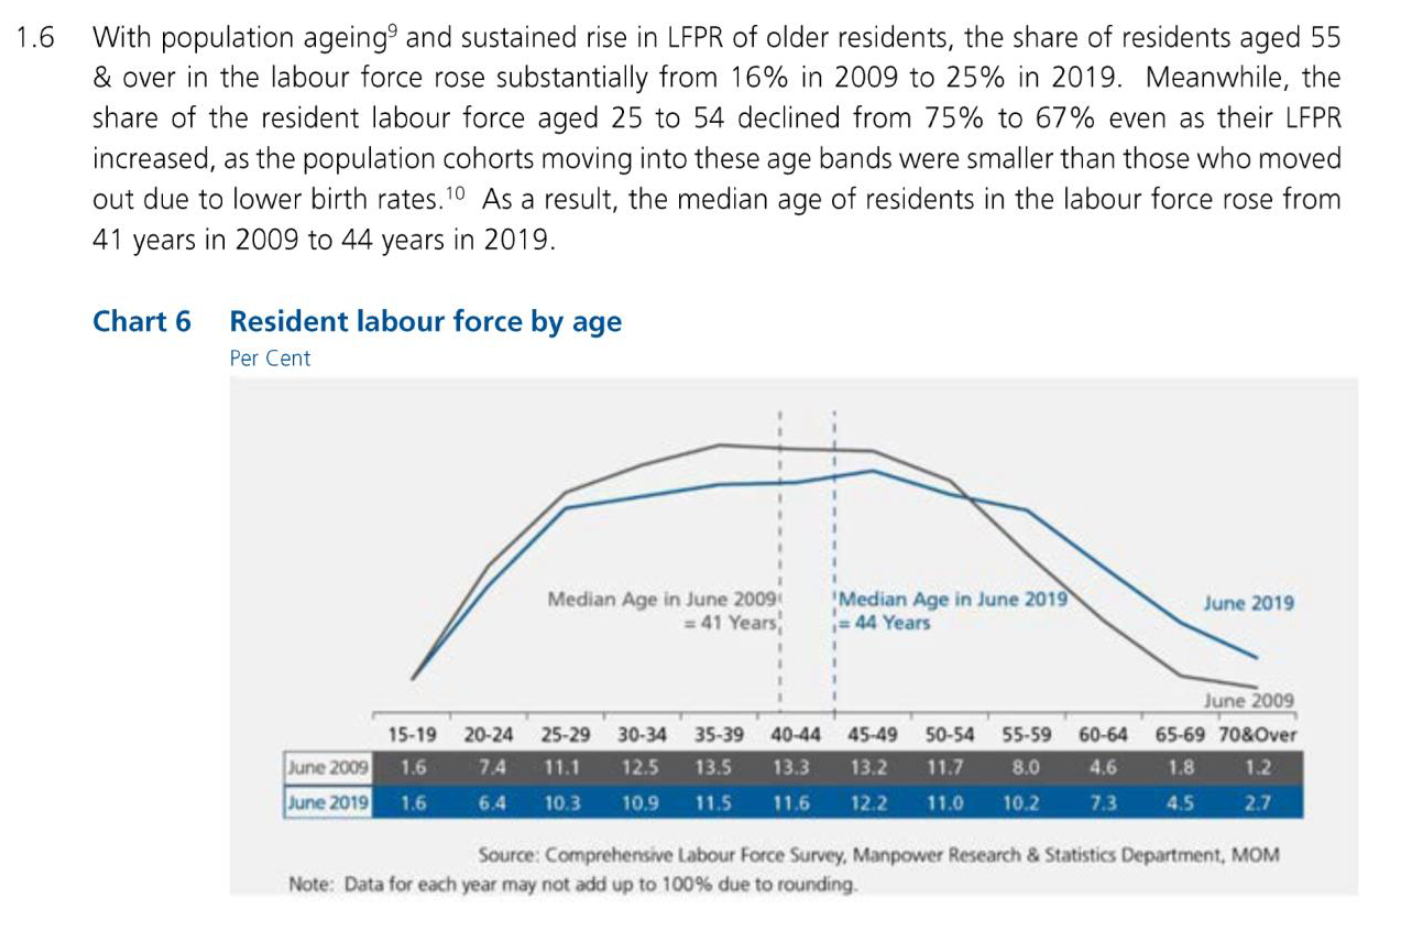 1.6 With population ageing⁹ and sustained rise in LFPR of older residents, the share of residents aged 55
& over in the labour force rose substantially from 16% in 2009 to 25% in 2019. Meanwhile, the
share of the resident labour force aged 25 to 54 declined from 75% to 67% even as their LFPR
increased, as the population cohorts moving into these age bands were smaller than those who moved
out due to lower birth rates.¹⁰ As a result, the median age of residents in the labour force rose from
41 years in 2009 to 44 years in 2019.
Chart 6 Resident labour force by age
Per Cent
Median Age in June 2009
= 41 Years
Median Age in June 2019
= 44 Years
June 2019
June 2009
15-19 20-24 25-29 30-34 35-39 40-44 45-49 50-54 55-59 60-64 65-69 70&Over
June 2009 1.6 7.4 11.1 12.5 13.5 13.3 13.2 11.7 8.0 4.6 1.8 1.2
June 2019 1.6 6.4 10.3 10.9 11.5 11.6 12.2 11.0 10.2 7.3 4.5 2.7
Source: Comprehensive Labour Force Survey, Manpower Research & Statistics Department, MOM
Note: Data for each year may not add up to 100% due to rounding.